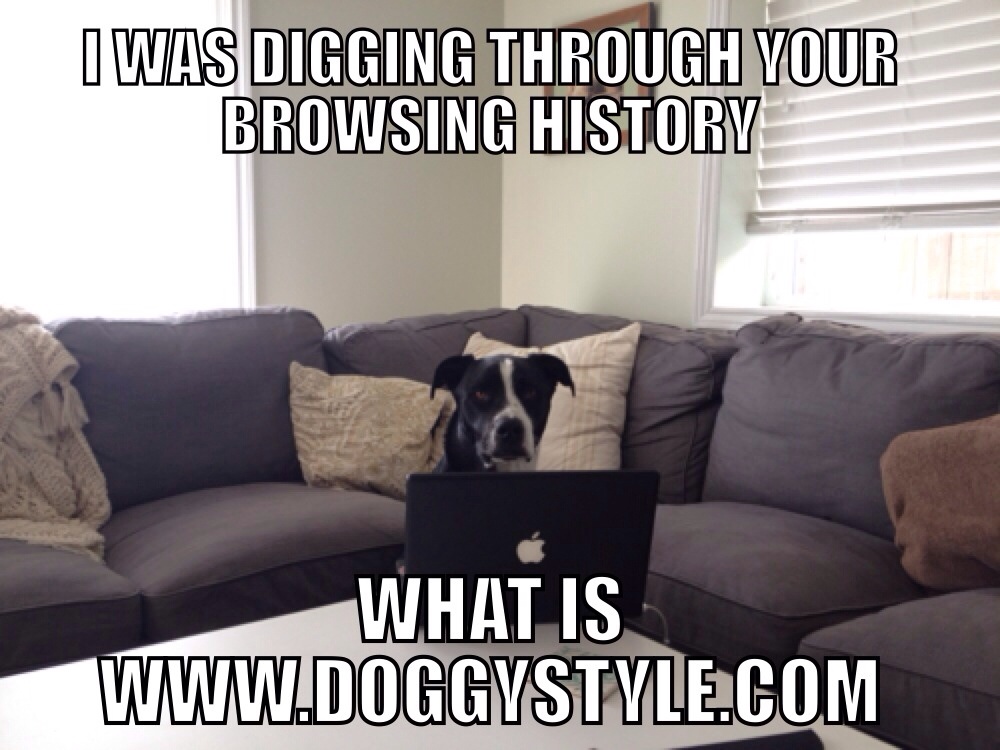 I WAS DIGGING THROUGH YOUR
BROWSING HISTORY
WHAT IS
WWW.DOGGYSTYLE.COM